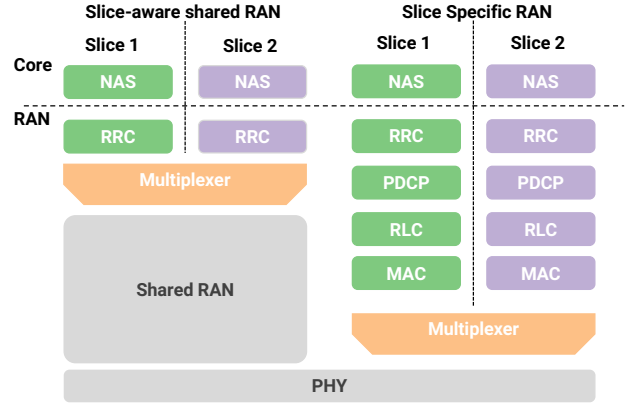 Slice-aware shared RAN
Slice Specific RAN
Slice 1
Slice 2
Slice 1
Slice 2
Core
NAS
NAS
NAS
NAS
RAN
RRC
RRC
RRC
RRC
Multiplexer
PDCP
PDCP
RLC
RLC
Shared RAN
MAC
MAC
Multiplexer
PHY